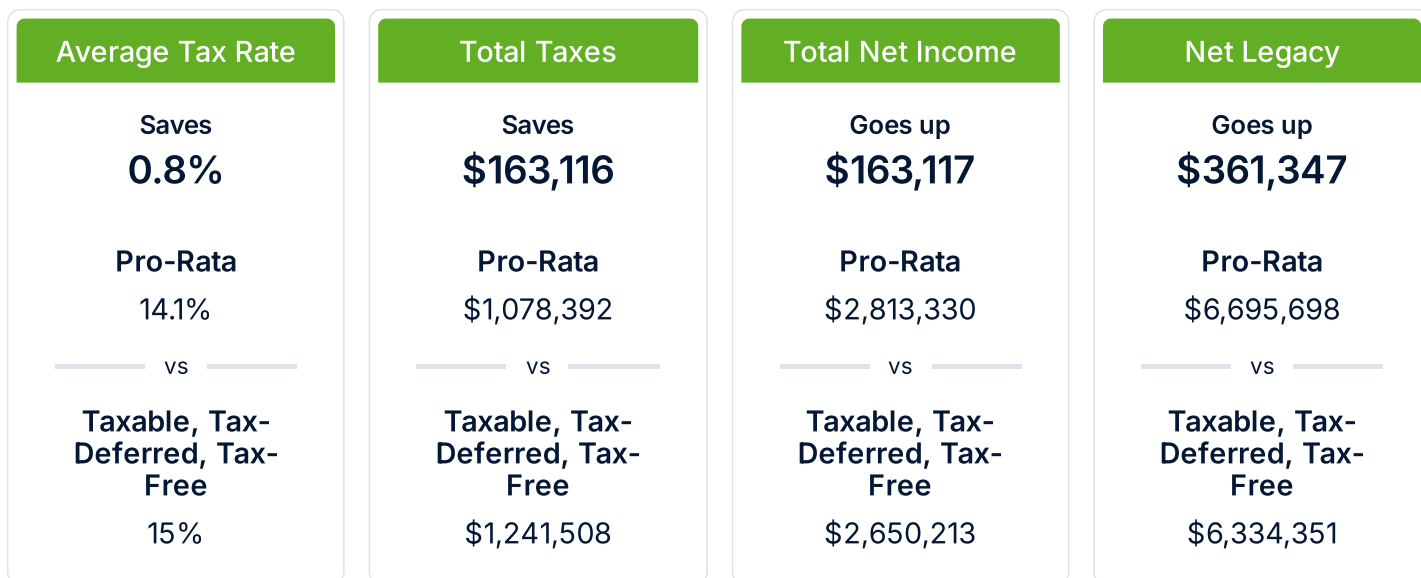 Average Tax Rate
Saves
0.8%
Pro-Rata
14.1%
vs
Taxable, Tax-
Deferred, Tax-
Free
15%
Total Taxes
Saves
$163,116
Pro-Rata
$1,078,392
vs
Taxable, Tax-
Deferred, Tax-
Free
$1,241,508
Total Net Income
Goes up
$163,117
Pro-Rata
$2,813,330
vs
Taxable, Tax-
Deferred, Tax-
Free
$2,650,213
Net Legacy
Goes up
$361,347
Pro-Rata
$6,695,698
vs
Taxable, Tax-
Deferred, Tax-
Free
$6,334,351